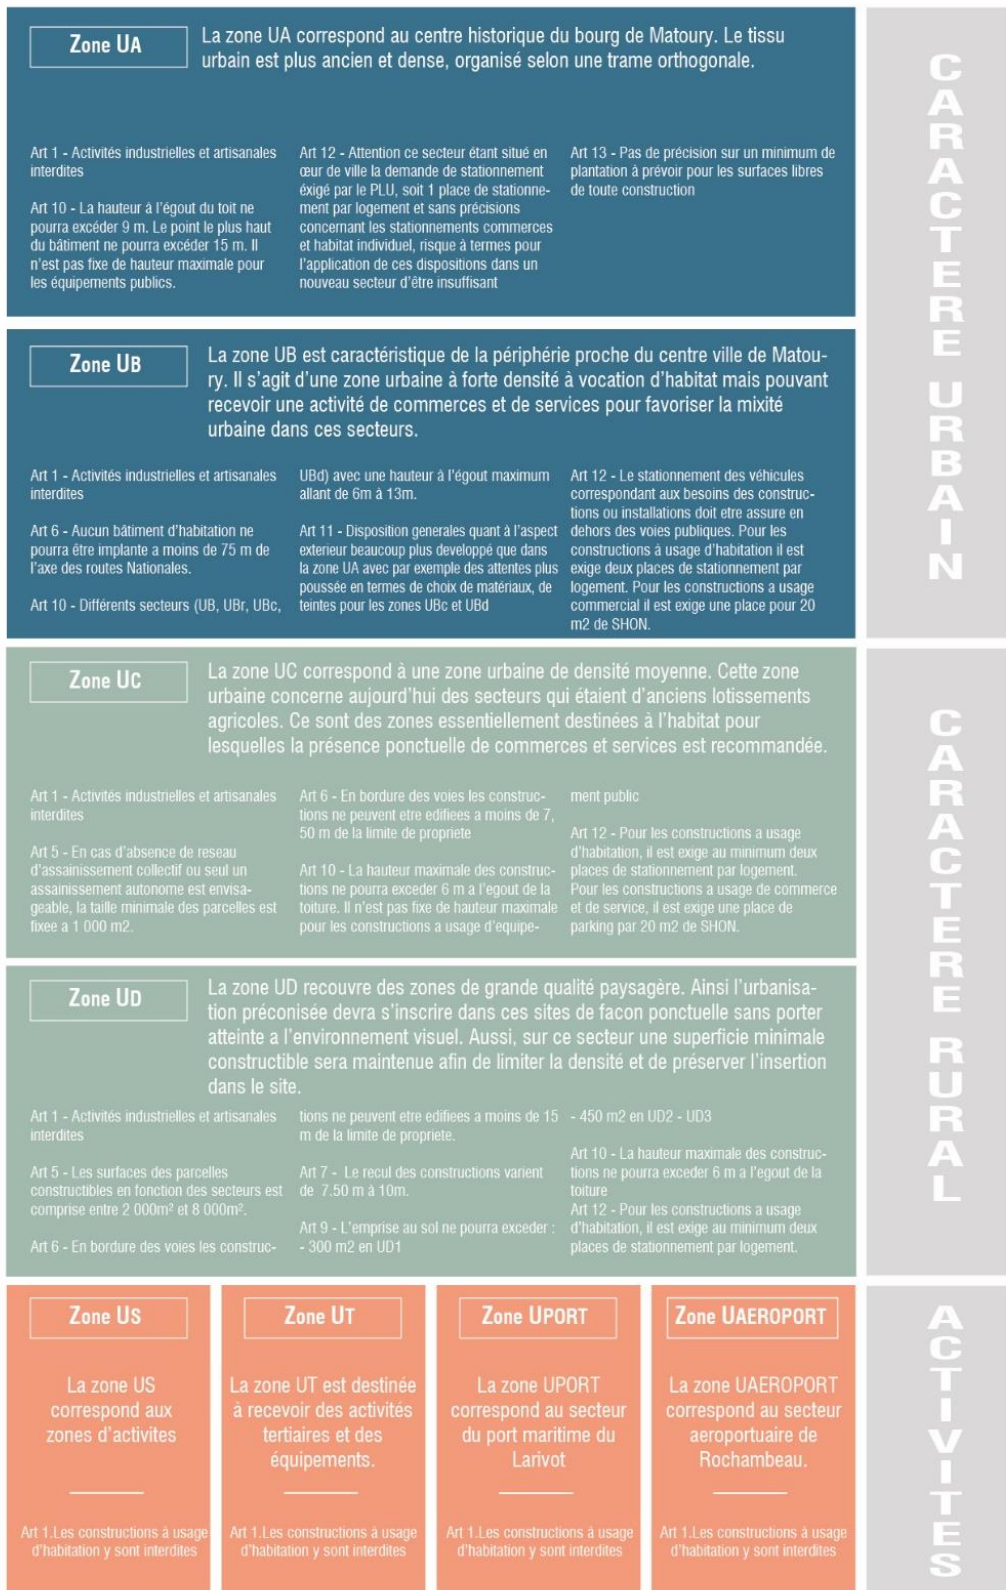 Zone UA
La zone UA correspond au centre historique du bourg de Matoury. Le tissu
urbain est plus ancien et dense, organisé selon une trame orthogonale.
Art 1 - Activités industrielles et artisanales
interdites
Art 10 - La hauteur à l'égout du toit ne
pourra excéder 9 m. Le point le plus haut
du bâtiment ne pourra excéder 15 m. Il
n'est pas fixe de hauteur maximale pour
les équipements publics.
Art 12 - Attention ce secteur étant situé en
œur de ville la demande de stationnement
éxigé par le PLU, soit 1 place de stationne-
ment par logement et sans précisions
concernant les stationnements commerces
et habitat individuel, risque à termes pour
l'application de ces dispositions dans un
nouveau secteur d'être insuffisant
Art 13 - Pas de précision sur un minimum de
plantation à prévoir pour les surfaces libres
de toute construction
Zone UB
La zone UB est caractéristique de la périphérie proche du centre ville de Matou-
ry. Il s'agit d'une zone urbaine à forte densité à vocation d'habitat mais pouvant
recevoir une activité de commerces et de services pour favoriser la mixité
urbaine dans ces secteurs.
Art 1 - Activités industrielles et artisanales
interdites
Art 6 - Aucun bâtiment d'habitation ne
pourra être implante a moins de 75 m de
l'axe des routes Nationales.
Art 10 - Différents secteurs (UB, UBr, UBc,
UBd) avec une hauteur à l'égout maximum
allant de 6m à 13m.
Art 11 - Disposition generales quant à l'aspect
exterieur beaucoup plus developpé que dans
la zone UA avec par exemple des attentes plus
poussée en termes de choix de matériaux, de
teintes pour les zones UBc et UBd
Art 12 - Le stationnement des véhicules
correspondant aux besoins des construc-
tions ou installations doit etre assure en
dehors des voies publiques. Pour les
constructions à usage d'habitation il est
exige deux places de stationnement par
logement. Pour les constructions a usage
commercial il est exige une place pour 20
m2 de SHON.
CARACTERE URBAIN
Zone UC
La zone UC correspond à une zone urbaine de densité moyenne. Cette zone
urbaine concerne aujourd'hui des secteurs qui étaient d'anciens lotissements
agricoles. Ce sont des zones essentiellement destinées à l'habitat pour
lesquelles la présence ponctuelle de commerces et services est recommandée.
Art 1 - Activités industrielles et artisanales
interdites
Art 5 - En cas d'absence de reseau
d'assainissement collectif ou seul un
assainissement autonome est envisa-
geable, la taille minimale des parcelles est
fixee a 1 000 m2.
Art 6 - En bordure des voies les construc-
tions ne peuvent etre edifiees a moins de 7,
50 m de la limite de propriete
Art 10 - La hauteur maximale des construc-
tions ne pourra exceder 6 m a l'egout de la
toiture. Il n'est pas fixe de hauteur maximale
pour les constructions a usage d'equipe-
ment public
Art 12 - Pour les constructions a usage
d'habitation, il est exige au minimum deux
places de stationnement par logement.
Pour les constructions a usage de commerce
et de service, il est exige une place de
parking par 20 m2 de SHON.
Zone UD
La zone UD recouvre des zones de grande qualité paysagère. Ainsi l'urbanisa-
tion préconisée devra s'inscrire dans ces sites de facon ponctuelle sans porter
atteinte a l'environnement visuel. Aussi, sur ce secteur une superficie minimale
constructible sera maintenue afin de limiter la densité et de préserver l'insertion
dans le site.
Art 1 - Activités industrielles et artisanales
interdites
Art 5 - Les surfaces des parcelles
constructibles en fonction des secteurs est
comprise entre 2 000m² et 8 000m².
Art 6 - En bordure des voies les construc-
tions ne peuvent etre edifiees a moins de 15
m de la limite de propriete.
Art 7 - Le recul des constructions varient
de 7.50 m à 10m.
Art 9 - L'emprise au sol ne pourra exceder :
- 300 m2 en UD1
- 450 m2 en UD2 - UD3
Art 10 - La hauteur maximale des construc-
tions ne pourra exceder 6 m a l'egout de la
toiture
Art 12 - Pour les constructions a usage
d'habitation, il est exige au minimum deux
places de stationnement par logement.
CARACTERE RURAL
Zone US
La zone US
correspond aux
zones d'activites
Art 1.Les constructions à usage
d'habitation y sont interdites
Zone UT
La zone UT est destinée
à recevoir des activités
tertiaires et des
équipements.
Art 1.Les constructions à usage
d'habitation y sont interdites
Zone UPORT
La zone UPORT
correspond au secteur
du port maritime du
Larivot
Art 1.Les constructions à usage
d'habitation y sont interdites
Zone UAEROPORT
La zone UAEROPORT
correspond au secteur
aeroportuaire de
Rochambeau.
Art 1.Les constructions à usage
d'habitation y sont interdites
ACTIVITES